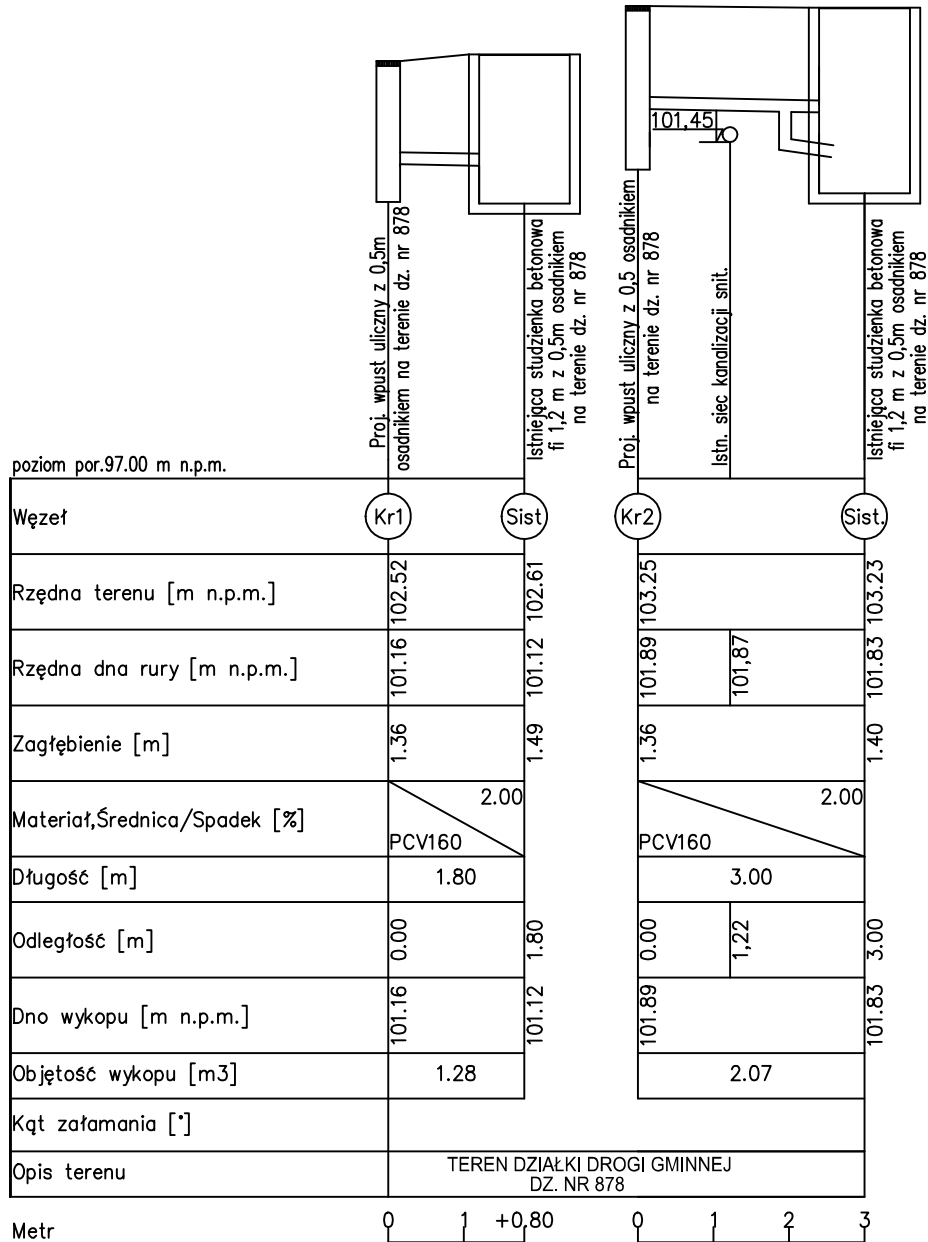 101,45
Proj. wpust uliczny z 0,5m
osadnikiem na terenie dz. nr 878
Istniejąca studzienka betonowa
fi 1,2 m z 0,5m osadnikiem
na terenie dz. nr 878
Proj. wpust uliczny z 0,5 osadnikiem
na terenie dz. nr 878
Istn. siec kanalizacji snit.
Istniejąca studzienka betonowa
fi 1,2 m z 0,5m osadnikiem
na terenie dz. nr 878
poziom por.97.00 m n.p.m.
Węzeł Kr1 Sist Kr2 Sist.
Rzędna terenu [m n.p.m.] 102.52 102.61 103.25 103.23
Rzędna dna rury [m n.p.m.] 101.16 101.12 101.89 101,87 101.83
Zagłębienie [m] 1.36 1.49 1.36 1.40
Materiał,Średnica/Spadek [%] PCV160 2.00 PCV160 2.00
Długość [m] 1.80 3.00
Odległość [m] 0.00 1.80 0.00 1,22 3.00
Dno wykopu [m n.p.m.] 101.16 101.12 101.89 101.83
Objętość wykopu [m3] 1.28 2.07
Kąt załamania [°]
Opis terenu TEREN DZIAŁKI DROGI GMINNEJ
DZ. NR 878
Metr 0 1 +0,80 0 1 2 3